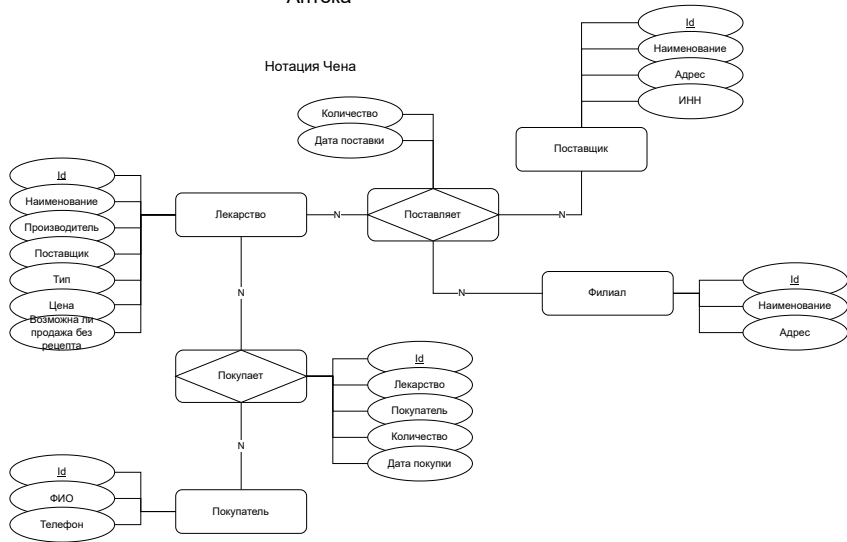 Аптека
Нотация Чена
Id
Наименование
Адрес
ИНН
Поставщик
Количество
Дата поставки
Id
Наименование
Производитель
Поставщик
Тип
Цена
Возможна ли
продажа без
рецепта
Лекарство
N
Поставляет
N
N
N
Филиал
Id
Наименование
Адрес
Покупает
Id
Лекарство
Покупатель
Количество
Дата покупки
N
Id
ФИО
Телефон
Покупатель